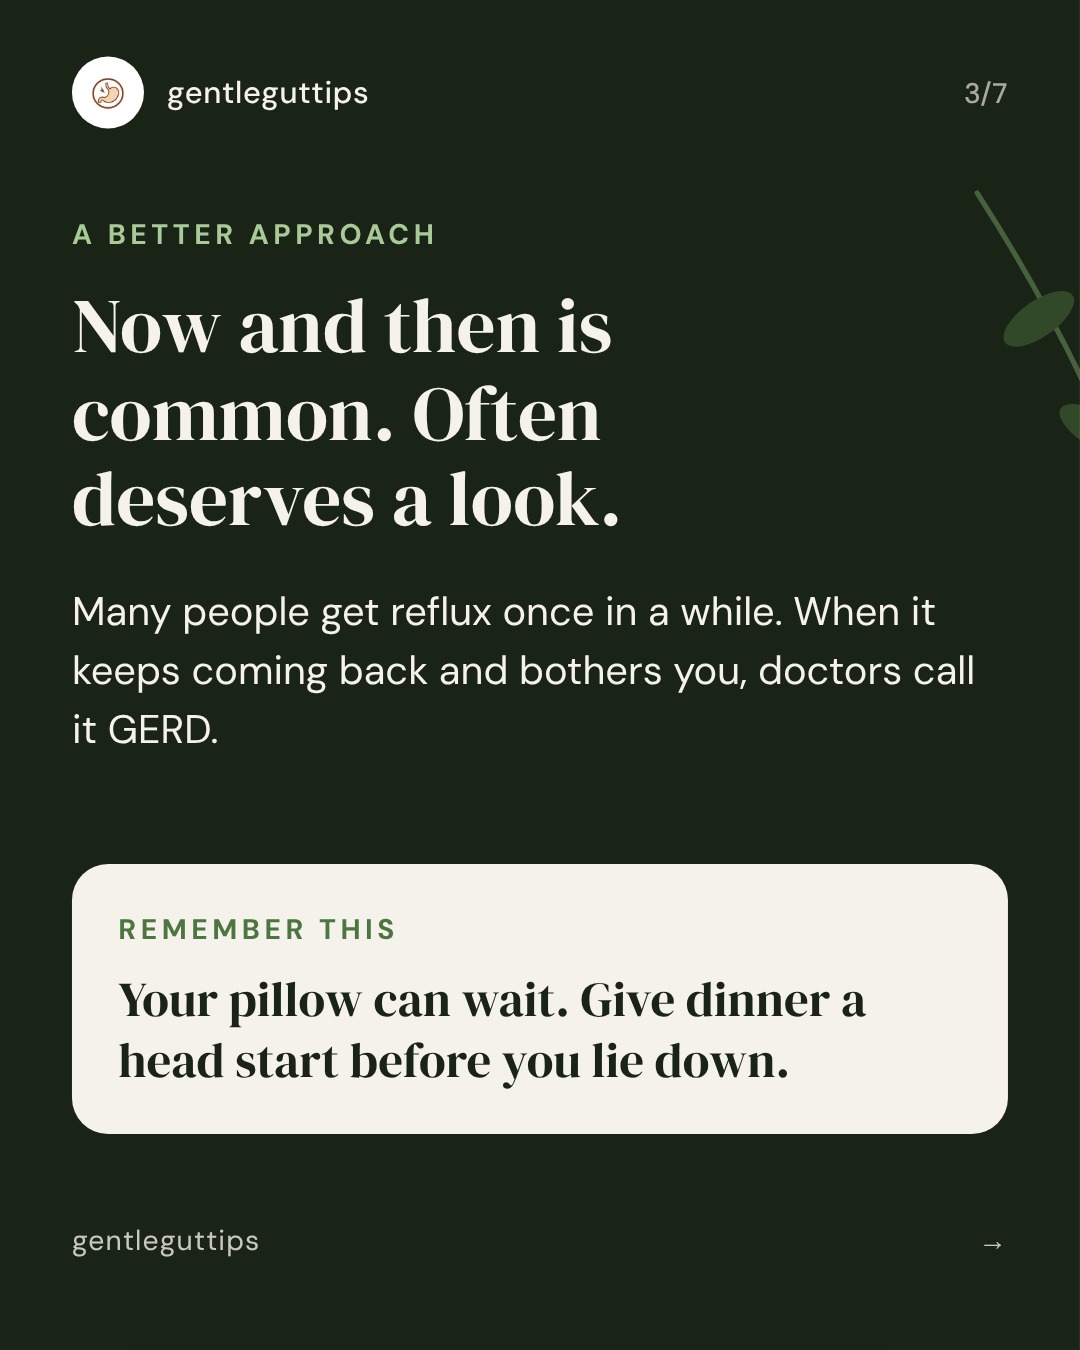 gentleguttips
3/7
A BETTER APPROACH
Now and then is
common. Often
deserves a look.
Many people get reflux once in a while. When it
keeps coming back and bothers you, doctors call
it GERD.
REMEMBER THIS
Your pillow can wait. Give dinner a
head start before you lie down.
gentleguttips
→